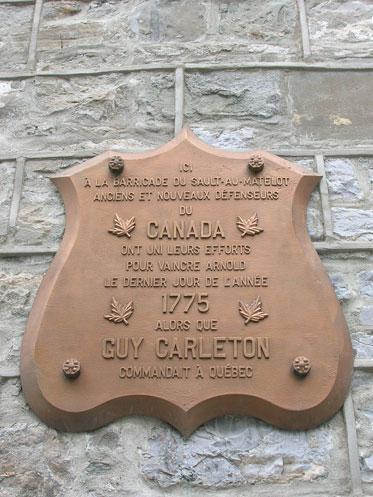 ICI
À LA BARRICADE DU SAULT-AU-MATELOT
ANCIENS ET NOUVEAUX DÉFENSEURS
DU
CANADA
ONT UNI LEURS EFFORTS
POUR VAINCRE ARNOLD
LE DERNIER JOUR DE L'ANNÉE
1775
ALORS QUE
GUY CARLETON
COMMANDAIT À QUÉBEC